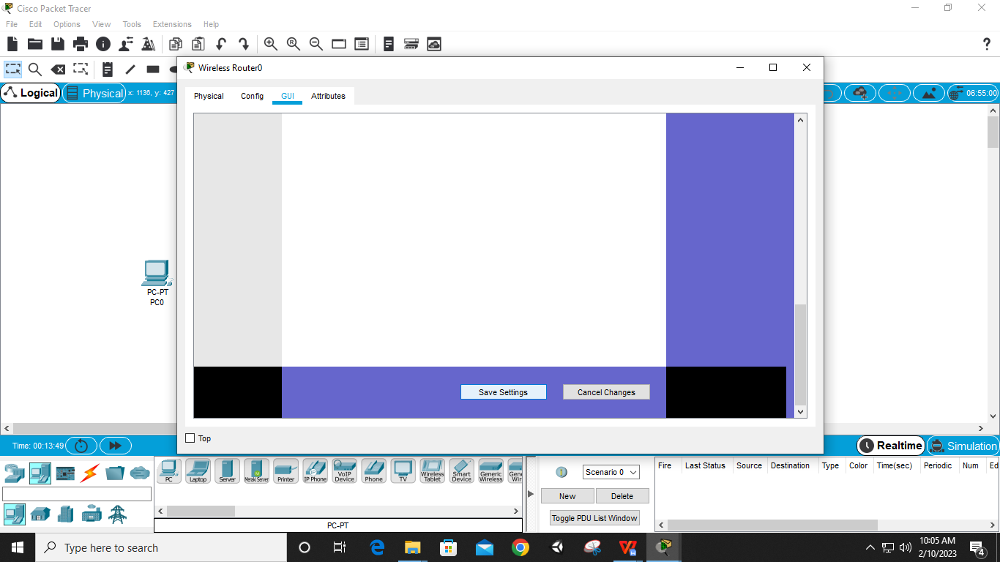 Cisco Packet Tracer
File Edit Options View Tools Extensions Help
?
Wireless Router0
Logical
Physical
x: 1136, y: 427
06:55:00
Physical Config GUI Attributes
PC-PT
PC0
Save Settings
Cancel Changes
Top
Time: 00:13:49
Realtime
Simulation
PC
Laptop
Server
Meraki Server
Printer
IP Phone
VoIP
Device
Phone
TV
Wireless
Tablet
Smart
Device
Generic
Wireless
Gene
Wir
PC-PT
Scenario 0
New
Delete
Toggle PDU List Window
Fire Last Status Source Destination Type Color Time(sec) Periodic Num Ed
Type here to search
10:05 AM
2/10/2023
4